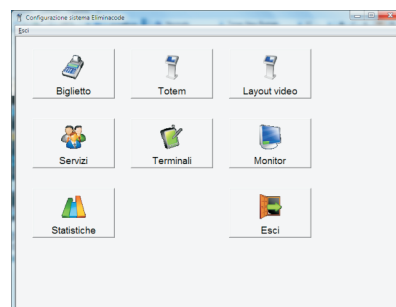 Configurazione sistema Eliminacode
Esci
Biglietto
Totem
Layout video
Servizi
Terminali
Monitor
Statistiche
Esci